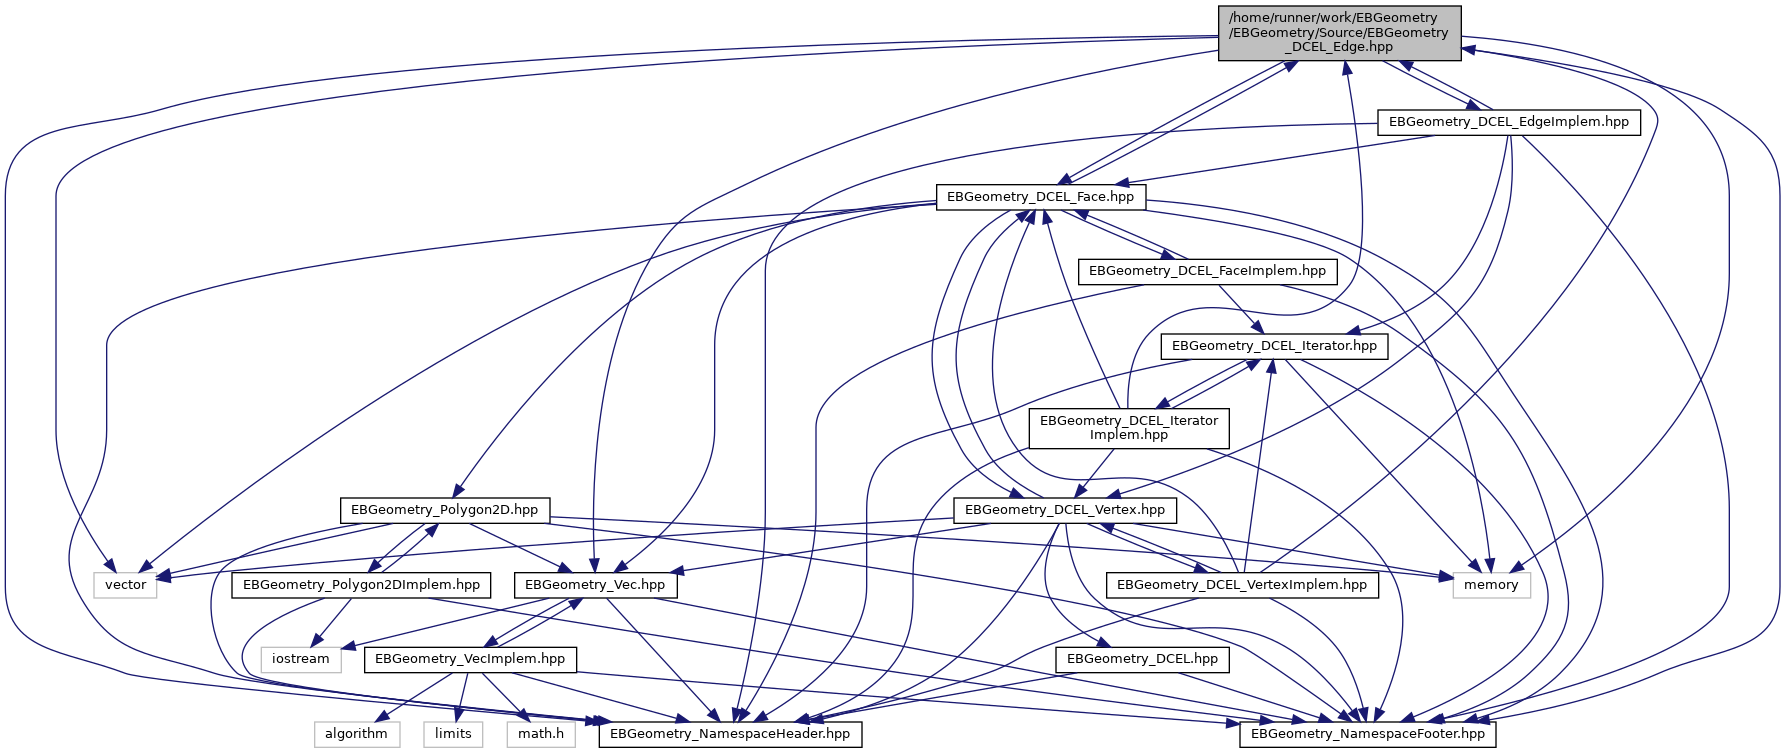 /home/runner/work/EBGeometry
/EBGeometry/Source/EBGeometry
_DCEL_Edge.hpp
EBGeometry_DCEL_EdgeImplem.hpp
EBGeometry_DCEL_Face.hpp
EBGeometry_DCEL_FaceImplem.hpp
EBGeometry_DCEL_Iterator.hpp
EBGeometry_DCEL_Iterator
Implem.hpp
EBGeometry_Polygon2D.hpp
EBGeometry_DCEL_Vertex.hpp
vector
EBGeometry_Polygon2DImplem.hpp
EBGeometry_Vec.hpp
EBGeometry_DCEL_VertexImplem.hpp
memory
iostream
EBGeometry_VecImplem.hpp
EBGeometry_DCEL.hpp
algorithm
limits
math.h
EBGeometry_NamespaceHeader.hpp
EBGeometry_NamespaceFooter.hpp